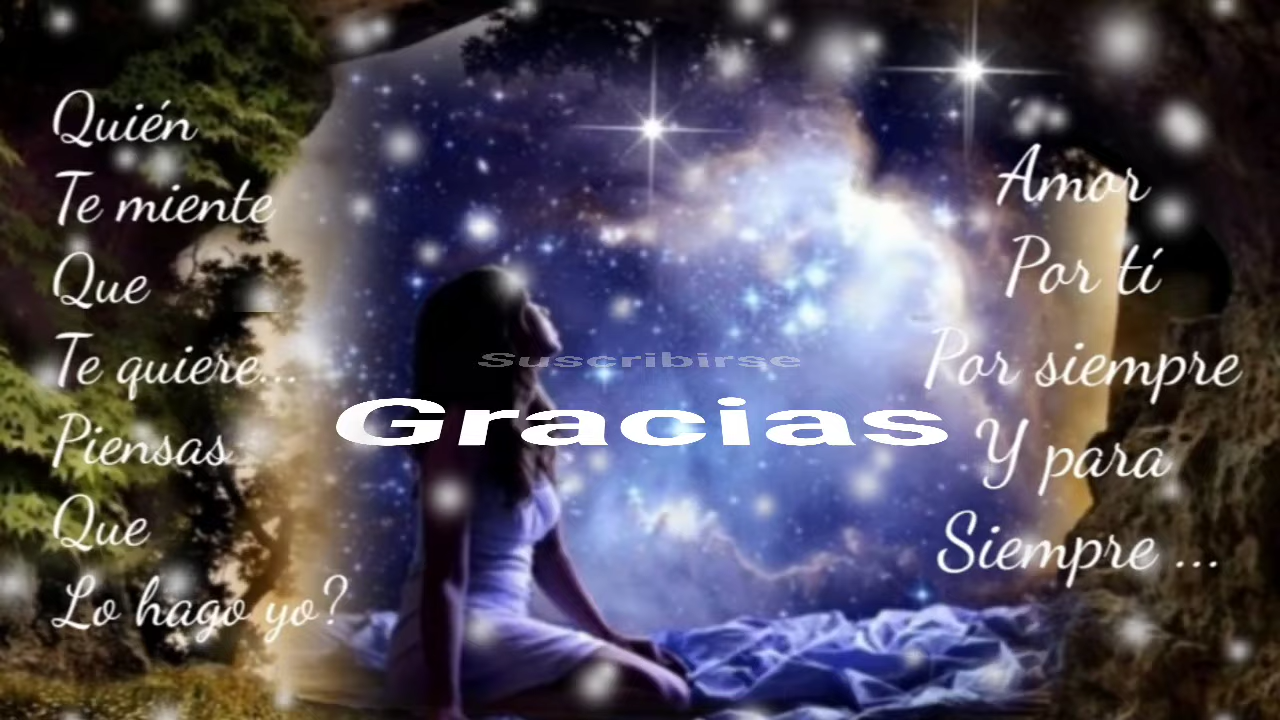 Quién
Te miente
Que
Te quiere...
Piensas
Que
Lo hago yo?
Suscribirse
Gracias
Amor
Por tí
Por siempre
Y para
Siempre ...